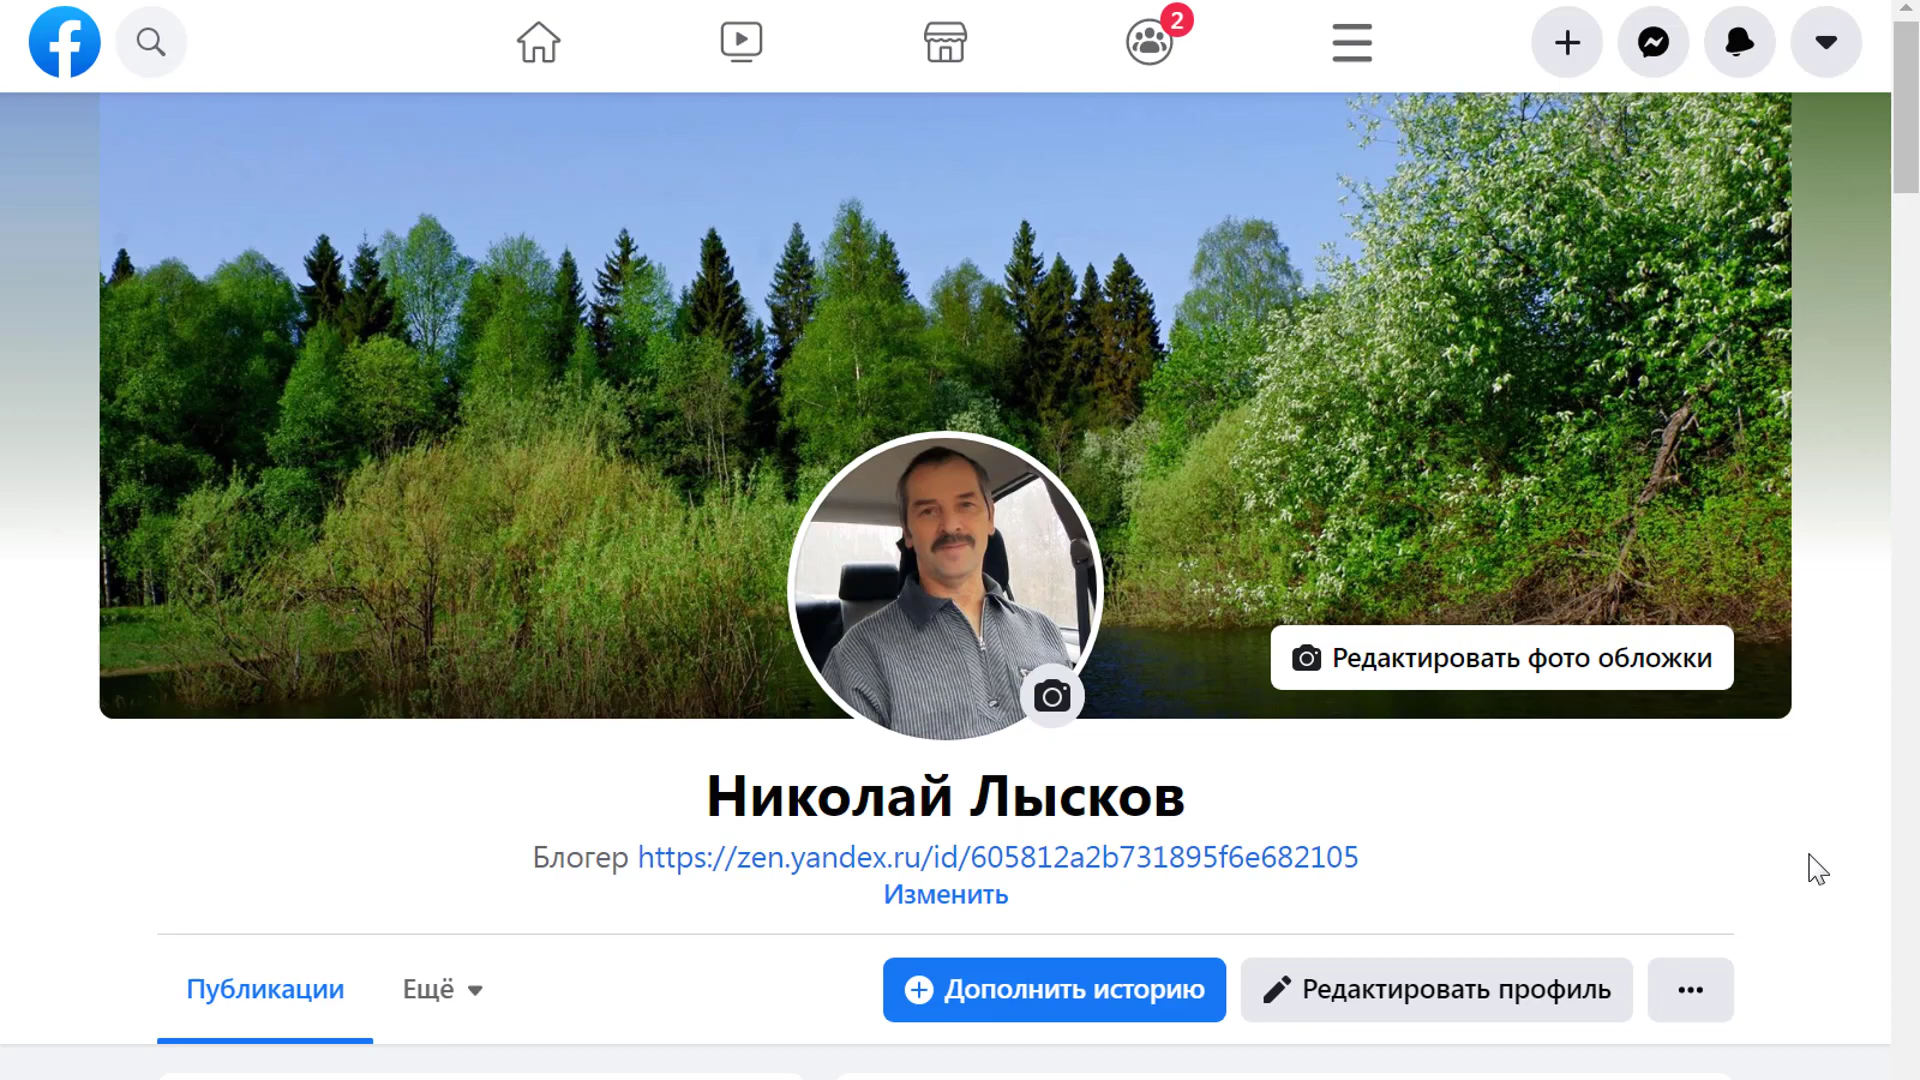 2
Редактировать фото обложки
Николай Лысков
Блогер https://zen.yandex.ru/id/605812a2b731895f6e682105
Изменить
Публикации Ещё Дополнить историю Редактировать профиль